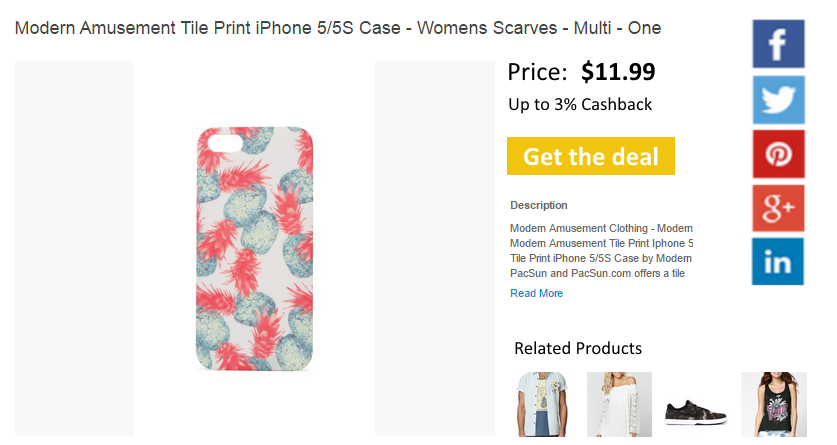 Modern Amusement Tile Print iPhone 5/5S Case - Womens Scarves - Multi - One
Price: $11.99
Up to 3% Cashback
Get the deal
Description
Modern Amusement Clothing - Modern
Modern Amusement Tile Print Iphone 5
Tile Print iPhone 5/5S Case by Modern
PacSun and PacSun.com offers a tile
Read More
Related Products
f
g+
in